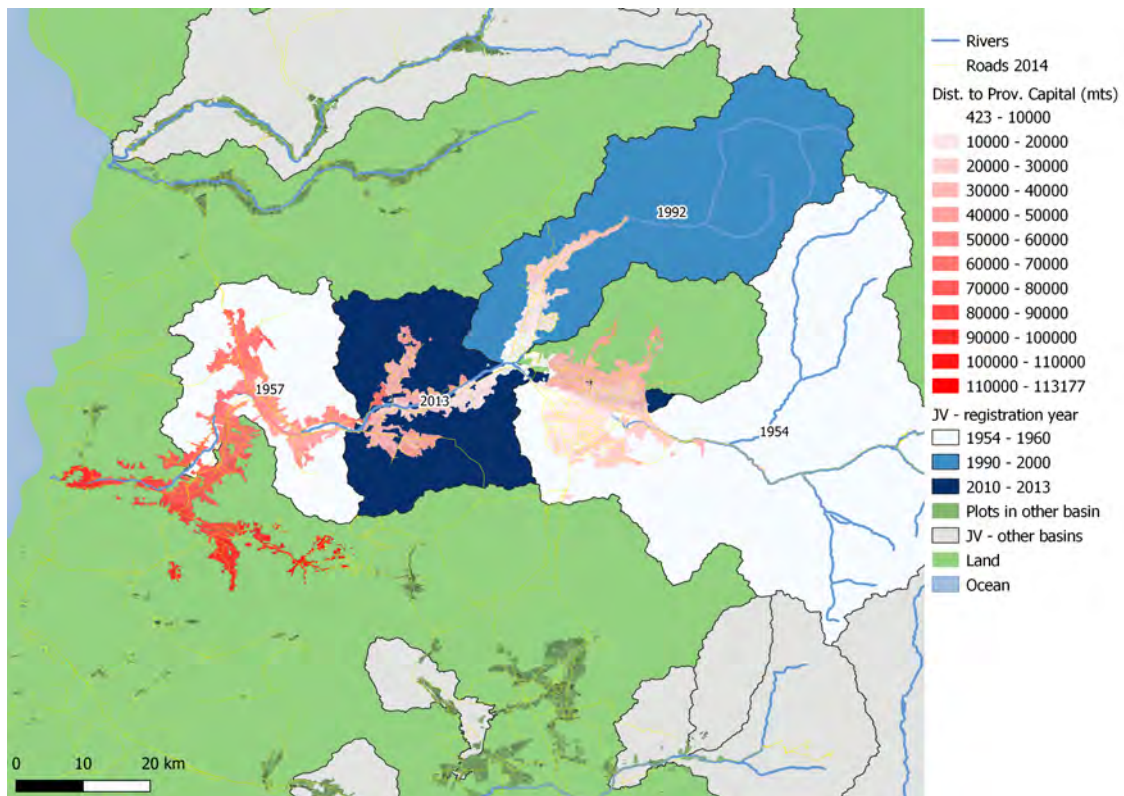 1992
1957
2013
1954
0 10 20 km
Rivers
Roads 2014
Dist. to Prov. Capital (mts)
423 - 10000
10000 - 20000
20000 - 30000
30000 - 40000
40000 - 50000
50000 - 60000
60000 - 70000
70000 - 80000
80000 - 90000
90000 - 100000
100000 - 110000
110000 - 113177
JV - registration year
1954 - 1960
1990 - 2000
2010 - 2013
Plots in other basin
JV - other basins
Land
Ocean